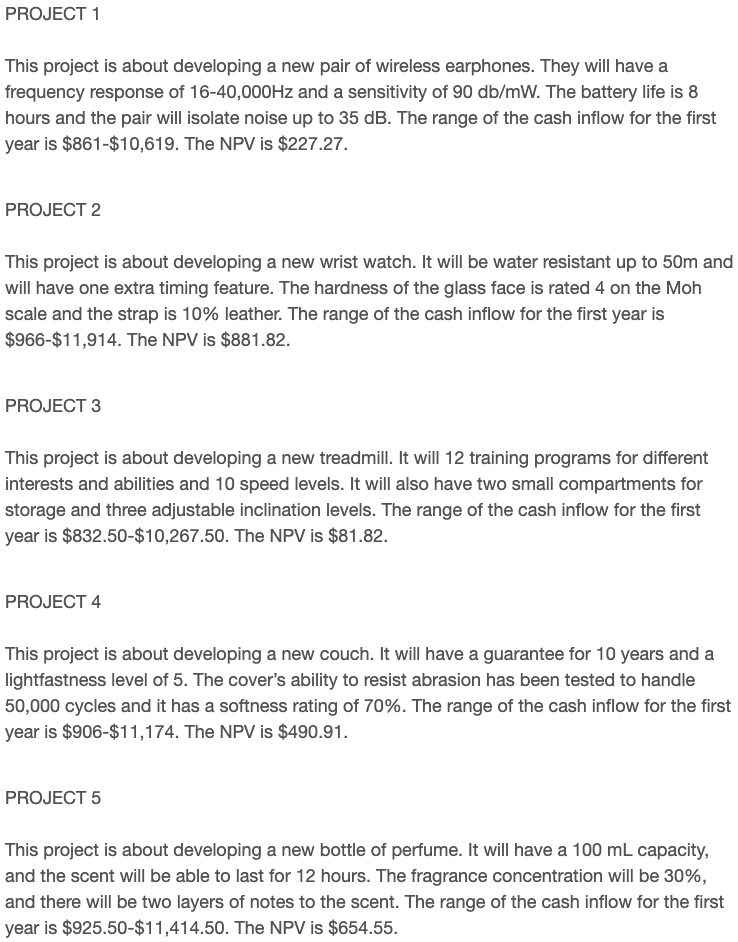 PROJECT 1
This project is about developing a new pair of wireless earphones. They will have a
frequency response of 16-40,000Hz and a sensitivity of 90 db/mW. The battery life is 8
hours and the pair will isolate noise up to 35 dB. The range of the cash inflow for the first
year is $861-$10,619. The NPV is $227.27.
PROJECT 2
This project is about developing a new wrist watch. It will be water resistant up to 50m and
will have one extra timing feature. The hardness of the glass face is rated 4 on the Moh
scale and the strap is 10% leather. The range of the cash inflow for the first year is
$966-$11,914. The NPV is $881.82.
PROJECT 3
This project is about developing a new treadmill. It will 12 training programs for different
interests and abilities and 10 speed levels. It will also have two small compartments for
storage and three adjustable inclination levels. The range of the cash inflow for the first
year is $832.50-$10,267.50. The NPV is $81.82.
PROJECT 4
This project is about developing a new couch. It will have a guarantee for 10 years and a
lightfastness level of 5. The cover’s ability to resist abrasion has been tested to handle
50,000 cycles and it has a softness rating of 70%. The range of the cash inflow for the first
year is $906-$11,174. The NPV is $490.91.
PROJECT 5
This project is about developing a new bottle of perfume. It will have a 100 mL capacity,
and the scent will be able to last for 12 hours. The fragrance concentration will be 30%,
and there will be two layers of notes to the scent. The range of the cash inflow for the first
year is $925.50-$11,414.50. The NPV is $654.55.